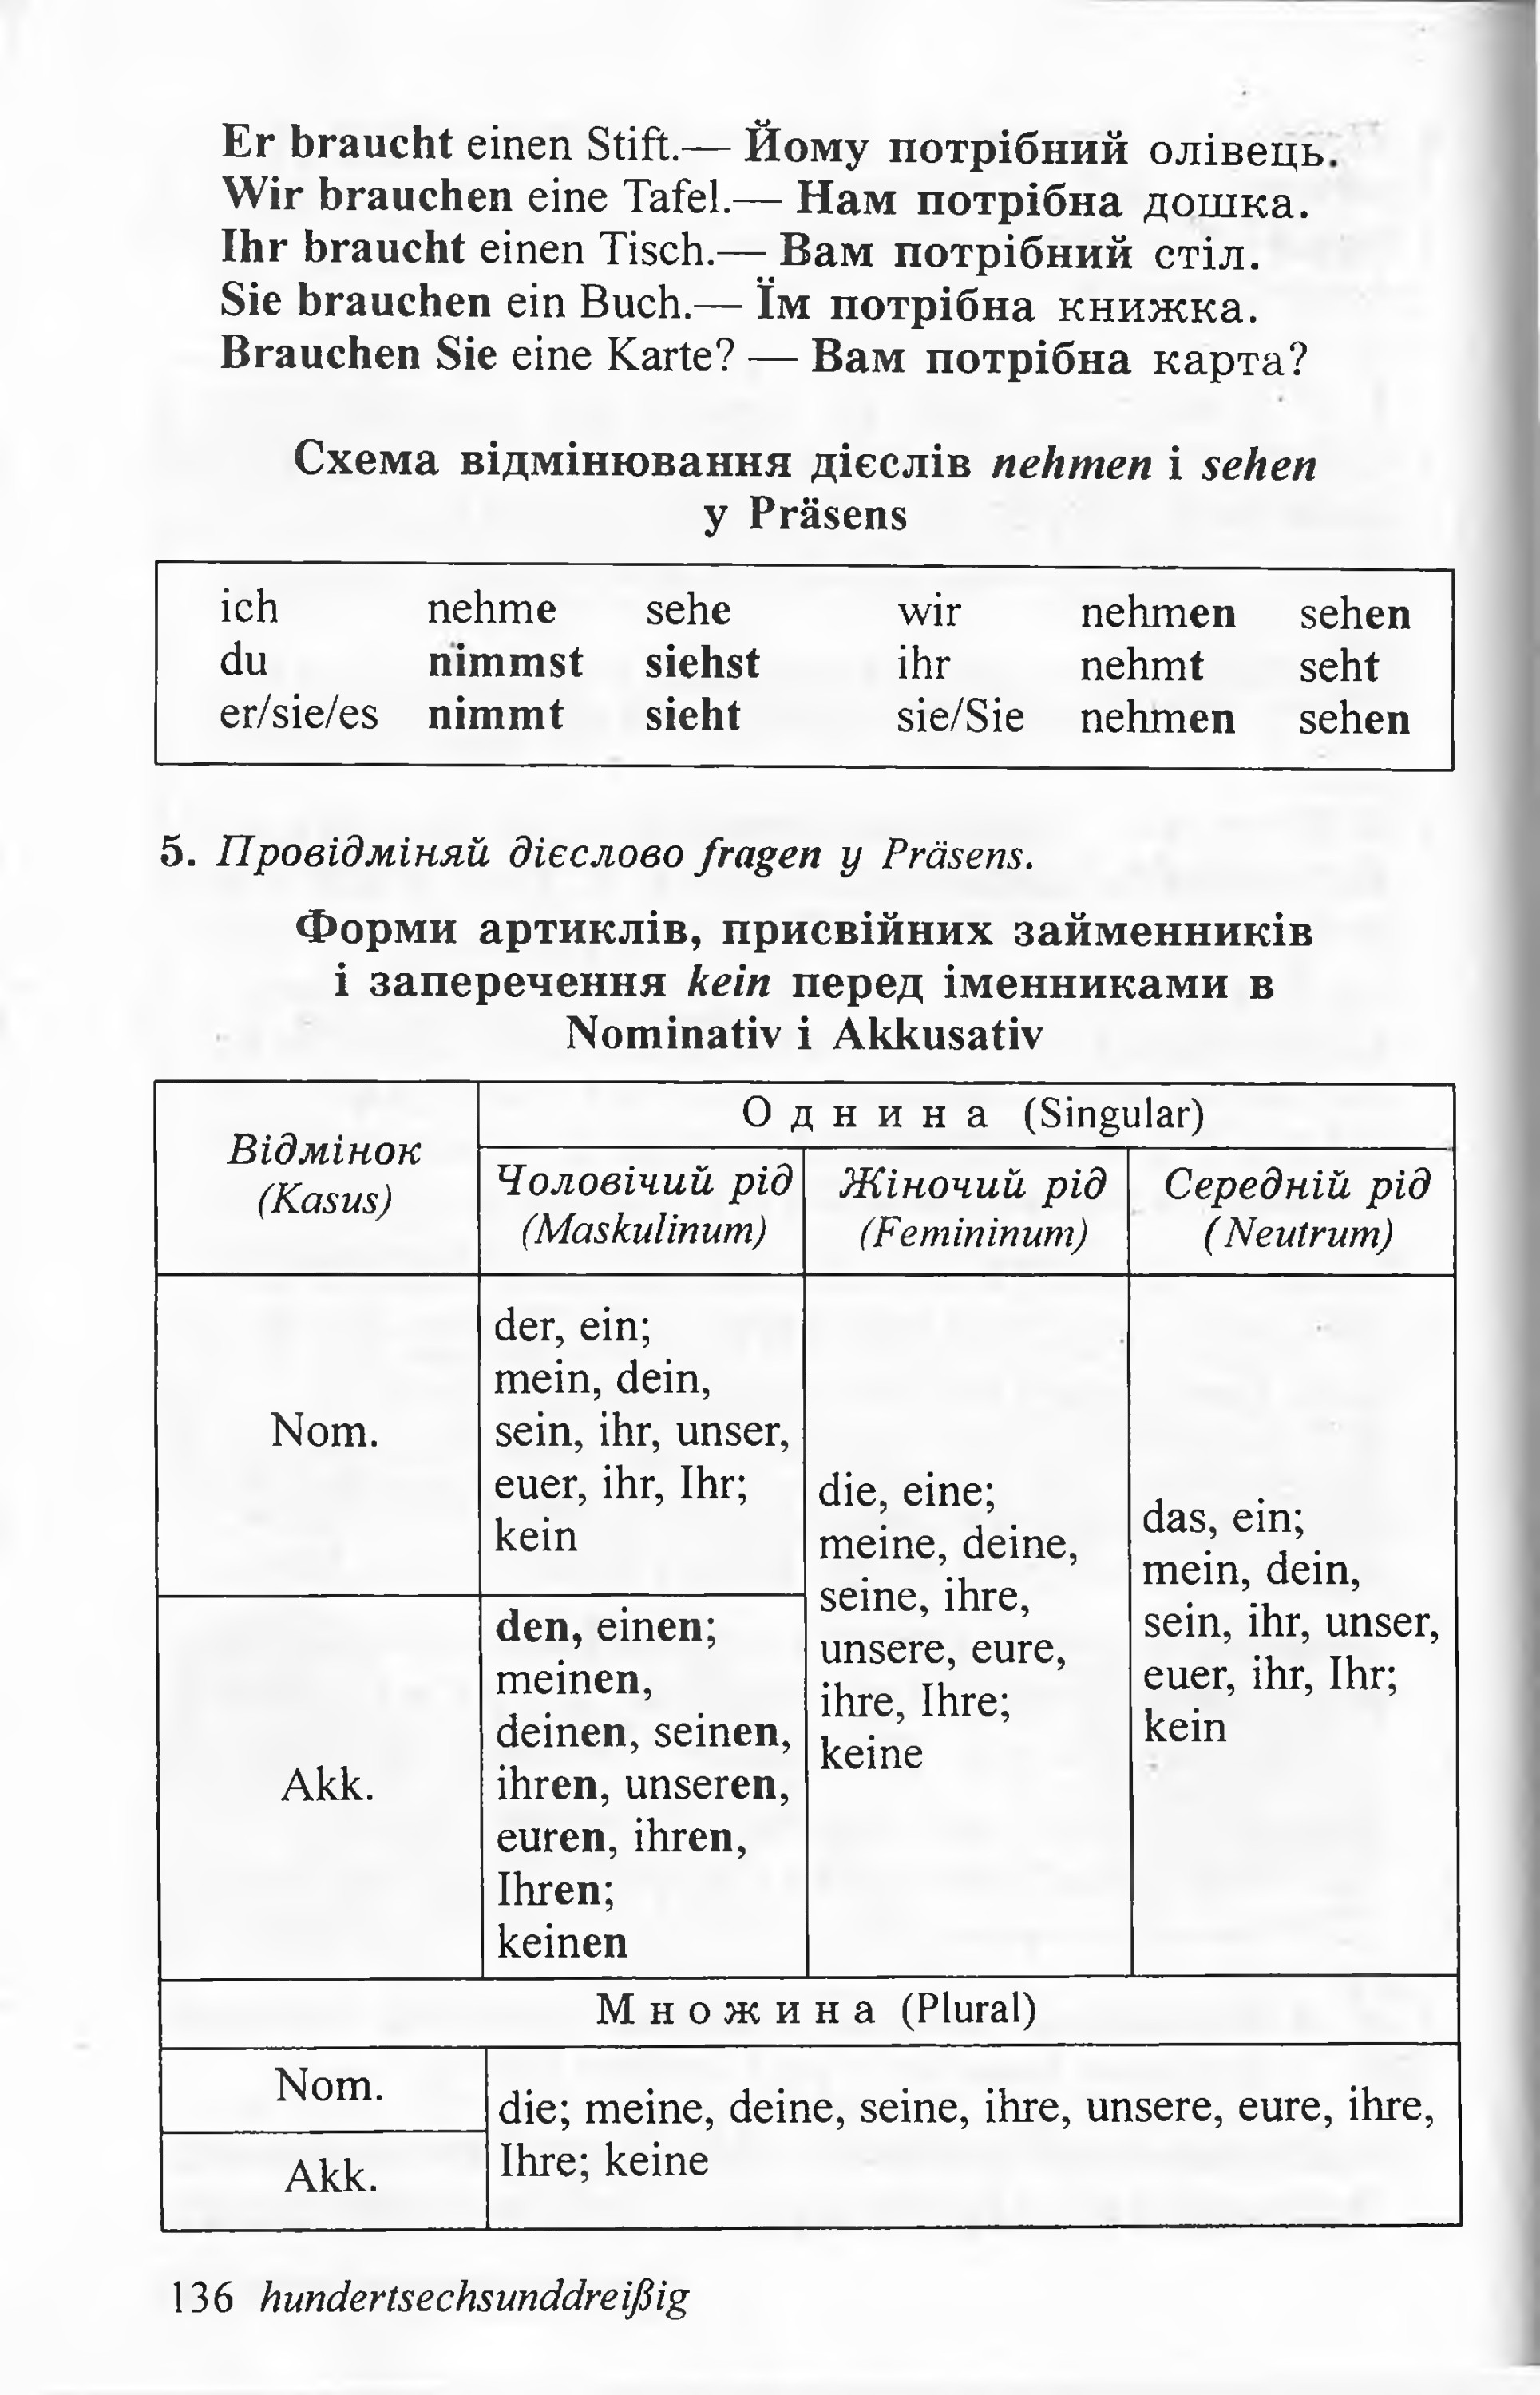 Er braucht einen Stift.— Йому потрібний олівець.
Wir brauchen eine Tafel.— Нам потрібна дошка.
Ihr braucht einen Tisch.— Вам потрібний стіл.
Sie brauchen ein Buch.— Їм потрібна книжка.
Brauchen Sie eine Karte? — Вам потрібна карта?
Схема відмінювання дієслів nehmen і sehen
у Präsens
ich nehme sehe wir nehmen sehen
du nimmst siehst ihr nehmt seht
er/sie/es nimmt sieht sie/Sie nehmen sehen
5. Провідміняй дієслово fragen у Präsens.
Форми артиклів, присвійних займенників
і заперечення kein перед іменниками в
Nominativ і Akkusativ
Відмінок
(Kasus)
Однина (Singular)
Чоловічий рід
(Maskulinum)
Жіночий рід
(Femininum)
Середній рід
(Neutrum)
Nom.
der, ein;
mein, dein,
sein, ihr, unser,
euer, ihr, Ihr;
kein
Akk.
den, einen;
meinen,
deinen, seinen,
ihren, unseren,
euren, ihren,
Ihren;
keinen
die, eine;
meine, deine,
seine, ihre,
unsere, eure,
ihre, Ihre;
keine
das, ein;
mein, dein,
sein, ihr, unser,
euer, ihr, Ihr;
kein
Множина (Plural)
Nom.
Akk.
die; meine, deine, seine, ihre, unsere, eure, ihre,
Ihre; keine
136 hundertsechsunddreißig